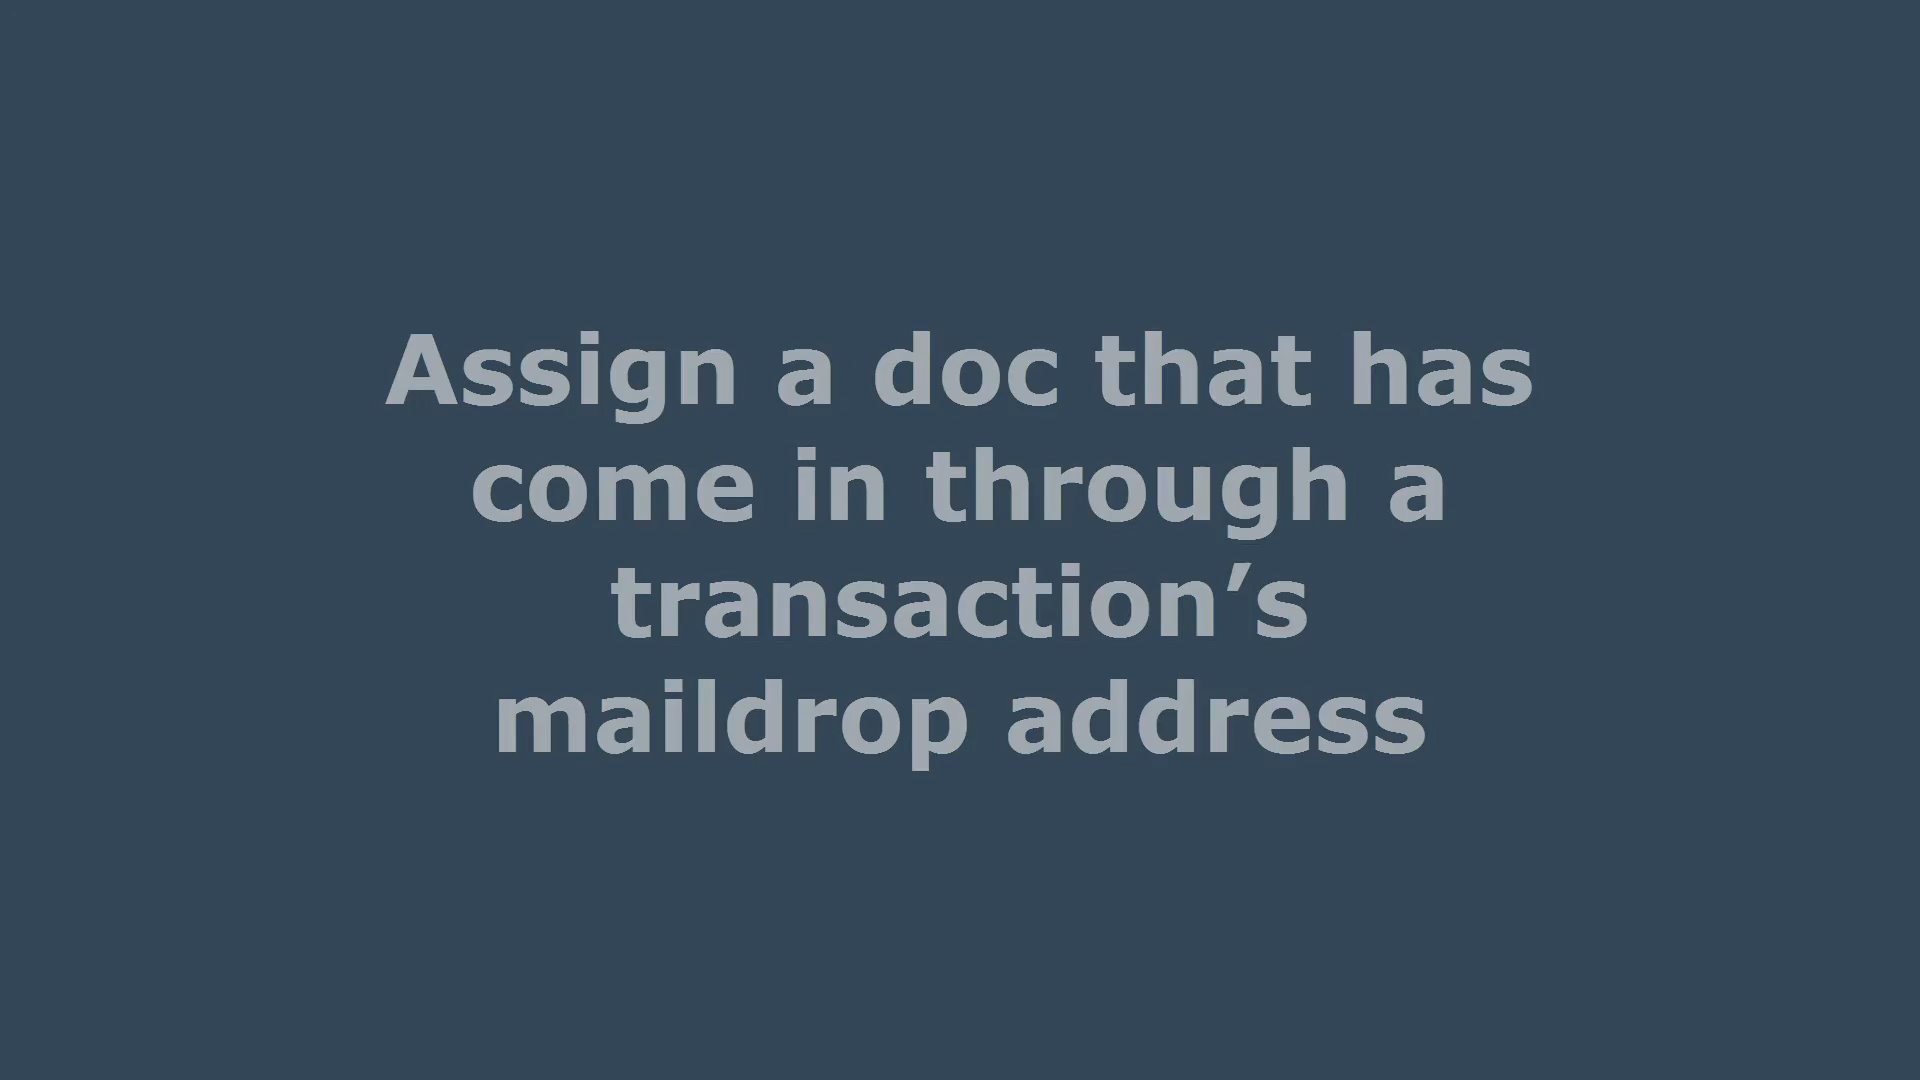 Assign a doc that has
come in through a
transaction’s
maildrop address